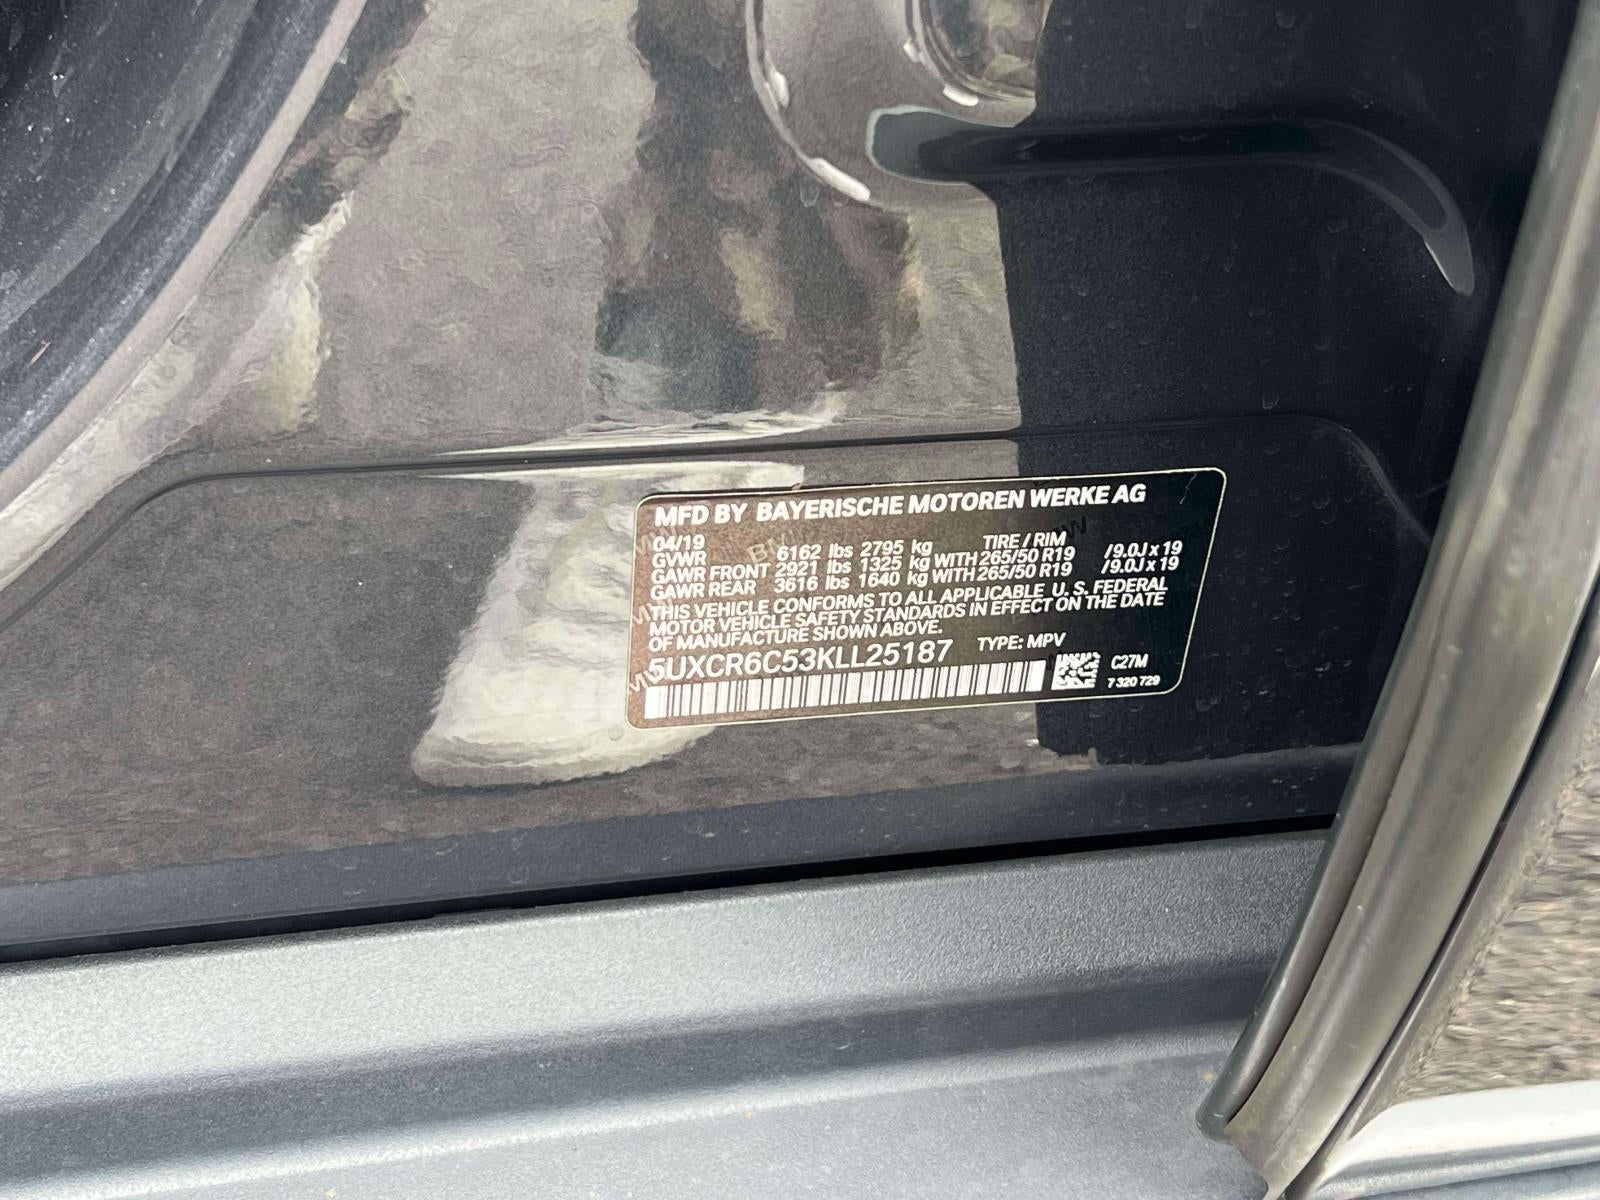 MFD BY BAYERISCHE MOTOREN WERKE AG
04/19 TIRE / RIM
GVWR 6162 lbs 2795 kg
GAWR FRONT 2921 lbs 1325 kg WITH 265/50 R19 /9.0J x 19
GAWR REAR 3616 lbs 1640 kg WITH 265/50 R19 /9.0J x 19
THIS VEHICLE CONFORMS TO ALL APPLICABLE U.S. FEDERAL
MOTOR VEHICLE SAFETY STANDARDS IN EFFECT ON THE DATE
OF MANUFACTURE SHOWN ABOVE.
5UXCR6C53KLL25187 TYPE: MPV
C27M
7 320 729